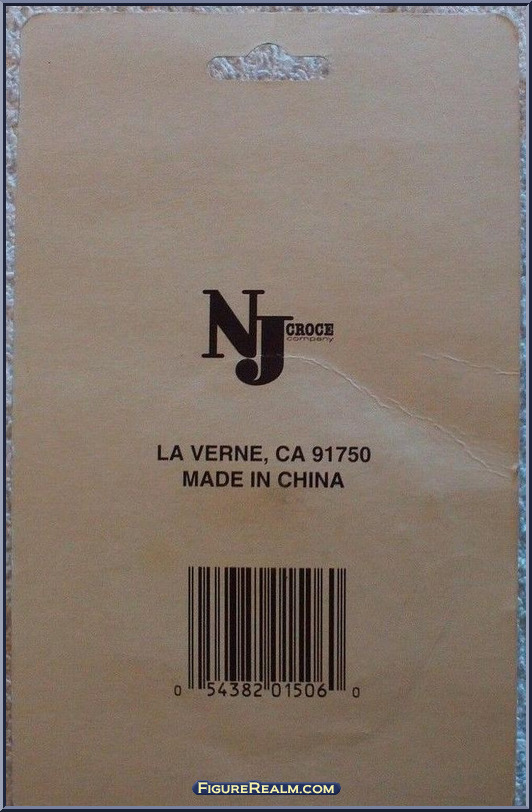 NJ CROCE
company
LA VERNE, CA 91750
MADE IN CHINA
0 54382 01506 0
FIGUREREALM.COM